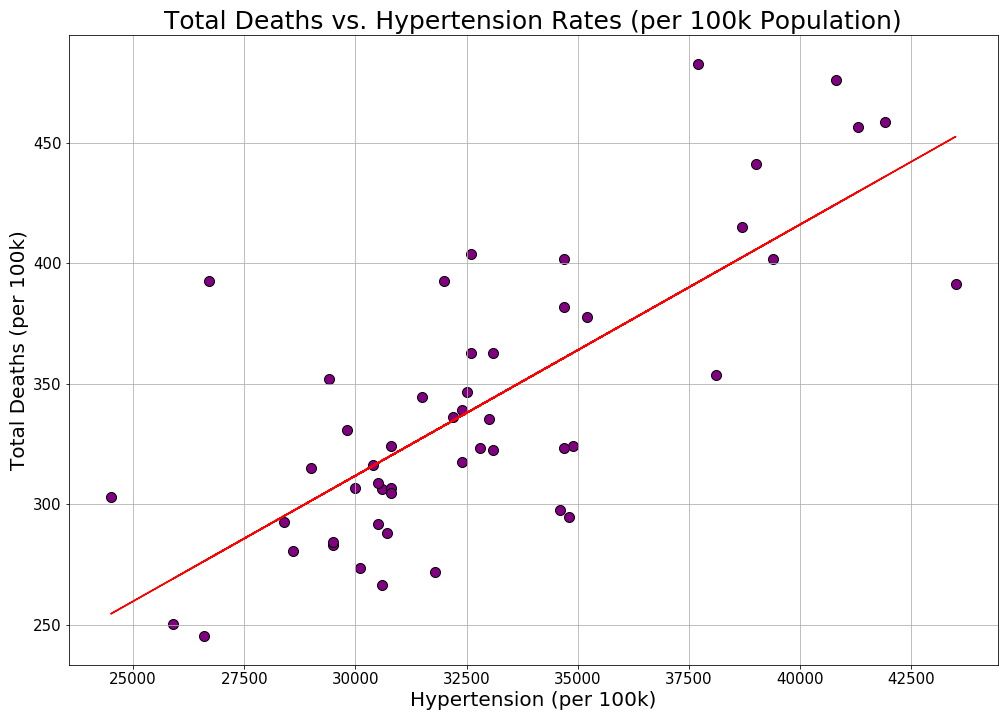 Total Deaths vs. Hypertension Rates (per 100k Population)
450
400
350
300
250
Total Deaths (per 100k)
25000 27500 30000 32500 35000 37500 40000 42500
Hypertension (per 100k)